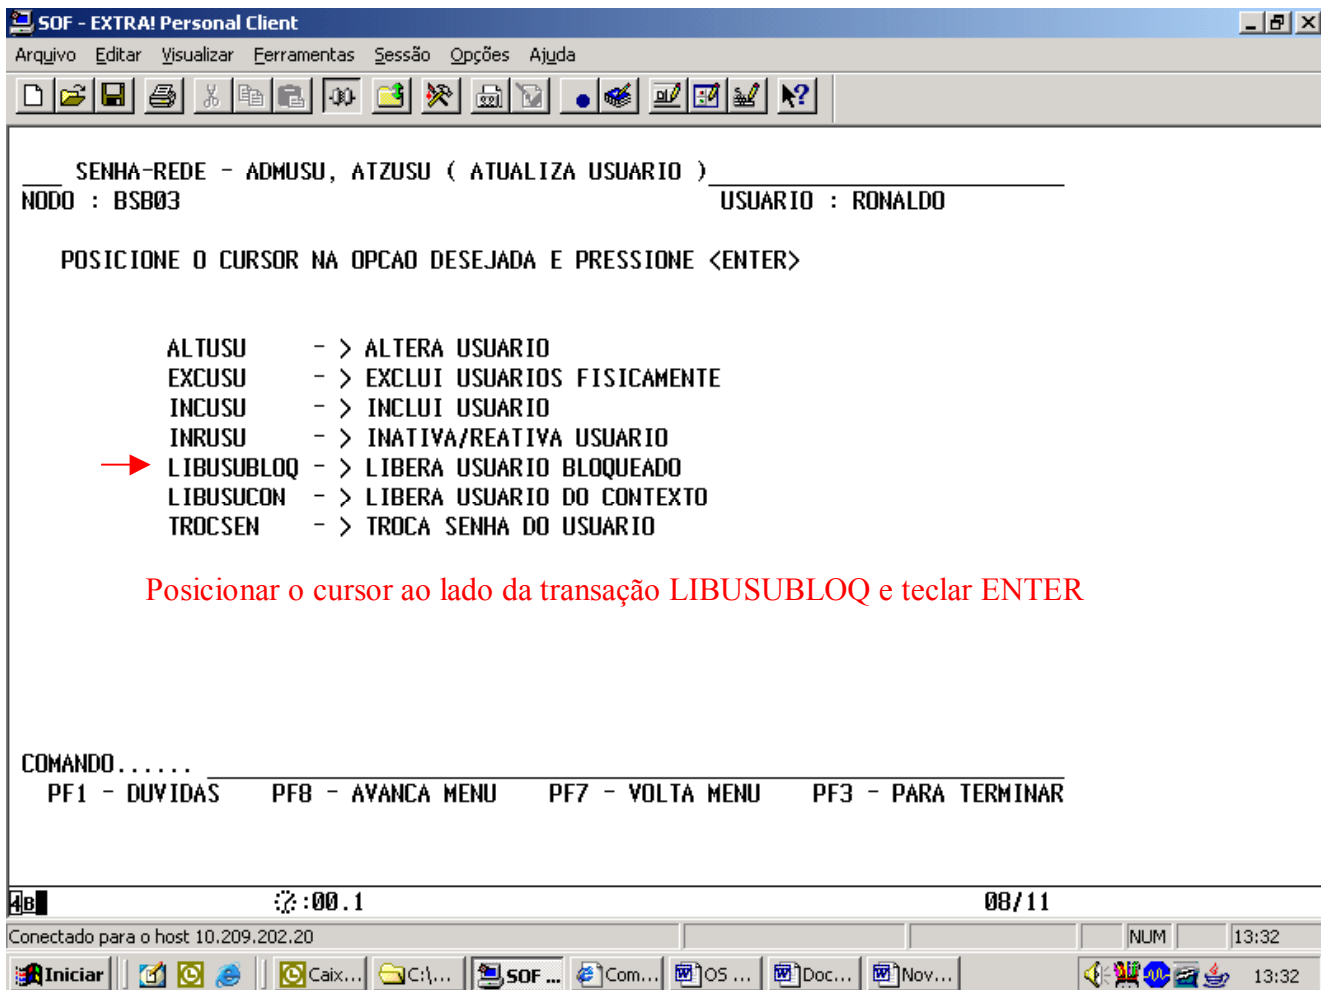 SOF - EXTRA! Personal Client
Arquivo Editar Visualizar Ferramentas Sessão Opções Ajuda
SENHA-REDE - ADMUSU, ATZUSU ( ATUALIZA USUARIO )
NODO : BSB03 USUARIO : RONALDO
POSICIONE O CURSOR NA OPCAO DESEJADA E PRESSIONE <ENTER>
ALTUSU - > ALTERA USUARIO
EXCUSU - > EXCLUI USUARIOS FISICAMENTE
INCUSU - > INCLUI USUARIO
INRUSU - > INATIVA/REATIVA USUARIO
LIBUSUBLOQ - > LIBERA USUARIO BLOQUEADO
LIBUSUCON - > LIBERA USUARIO DO CONTEXTO
TROCSEN - > TROCA SENHA DO USUARIO
Posicionar o cursor ao lado da transação LIBUSUBLOQ e teclar ENTER
COMANDO......
PF1 - DUVIDAS PF8 - AVANCA MENU PF7 - VOLTA MENU PF3 - PARA TERMINAR
4B :00.1 08/11
Conectado para o host 10.209.202.20 NUM 13:32
Iniciar Caix... C:\... SOF ... Com... OS ... Doc... Nov... 13:32